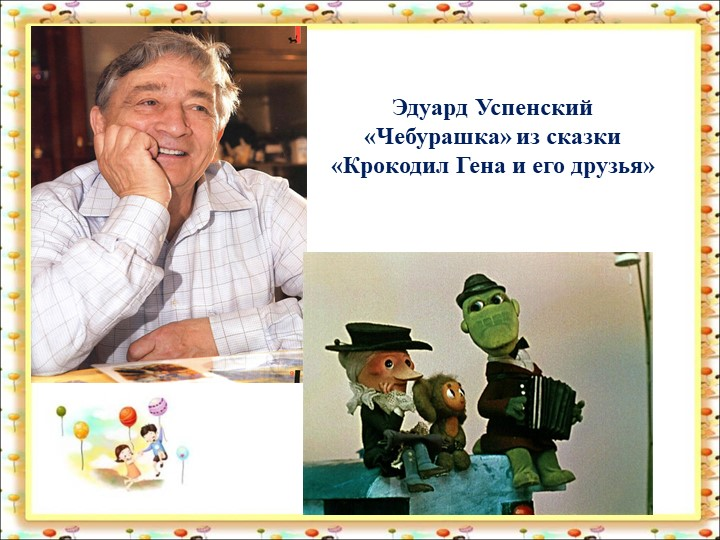 Эдуард Успенский
«Чебурашка» из сказки
«Крокодил Гена и его друзья»